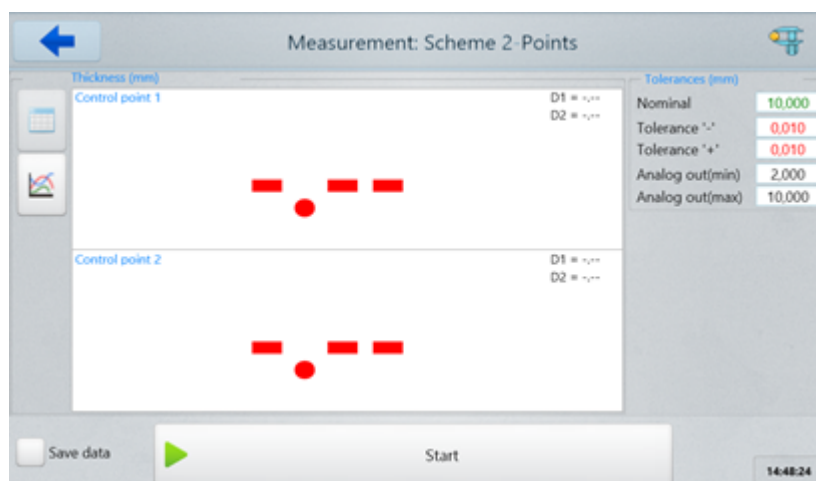 Measurement: Scheme 2-Points
Thickness (mm)
Control point 1
D1 = -,--
D2 = -,--
-.--
Control point 2
D1 = -,--
D2 = -,--
-.--
Tolerances (mm)
Nominal 10,000
Tolerance '-' 0,010
Tolerance '+' 0,010
Analog out(min) 2,000
Analog out(max) 10,000
Save data
Start
14:48:24